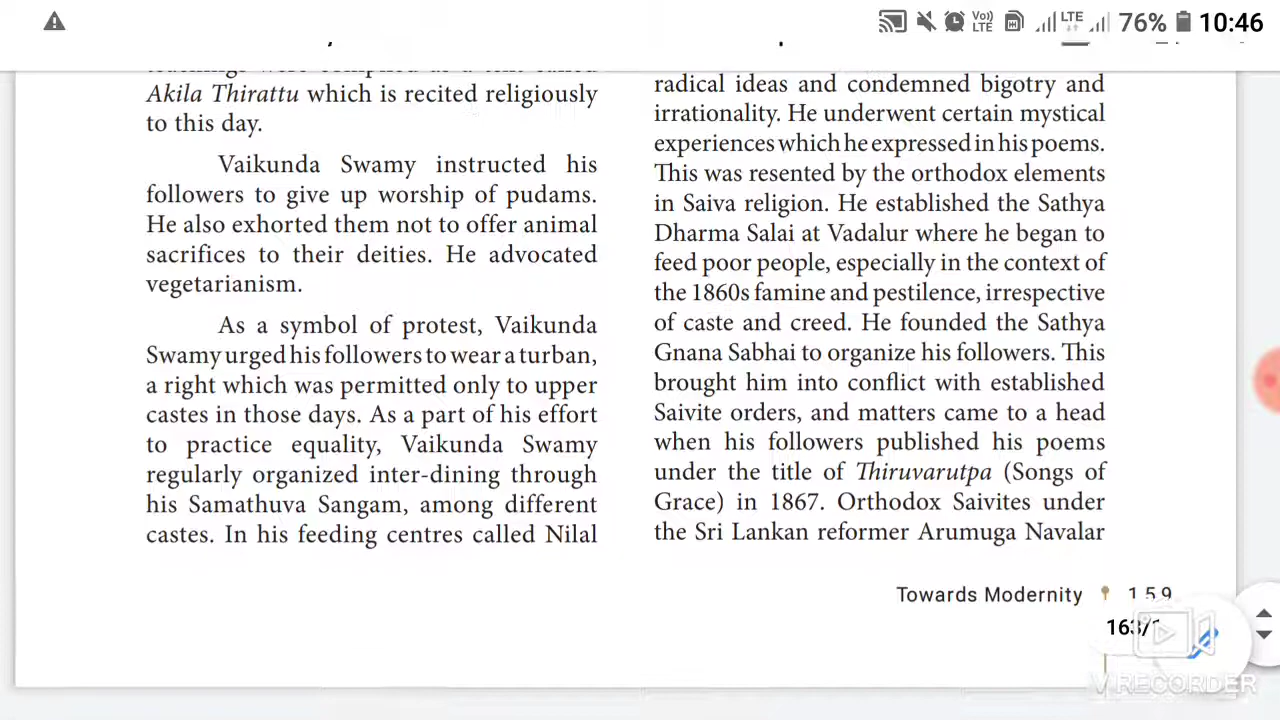 76% 10:46
Akila Thirattu which is recited religiously
to this day.
Vaikunda Swamy instructed his
followers to give up worship of pudams.
He also exhorted them not to offer animal
sacrifices to their deities. He advocated
vegetarianism.
As a symbol of protest, Vaikunda
Swamy urged his followers to wear a turban,
a right which was permitted only to upper
castes in those days. As a part of his effort
to practice equality, Vaikunda Swamy
regularly organized inter-dining through
his Samathuva Sangam, among different
castes. In his feeding centres called Nilal
radical ideas and condemned bigotry and
irrationality. He underwent certain mystical
experiences which he expressed in his poems.
This was resented by the orthodox elements
in Saiva religion. He established the Sathya
Dharma Salai at Vadalur where he began to
feed poor people, especially in the context of
the 1860s famine and pestilence, irrespective
of caste and creed. He founded the Sathya
Gnana Sabhai to organize his followers. This
brought him into conflict with established
Saivite orders, and matters came to a head
when his followers published his poems
under the title of Thiruvarutpa (Songs of
Grace) in 1867. Orthodox Saivites under
the Sri Lankan reformer Arumuga Navalar
Towards Modernity 159
163/
V RECORDER
Vo)) LTE LTE